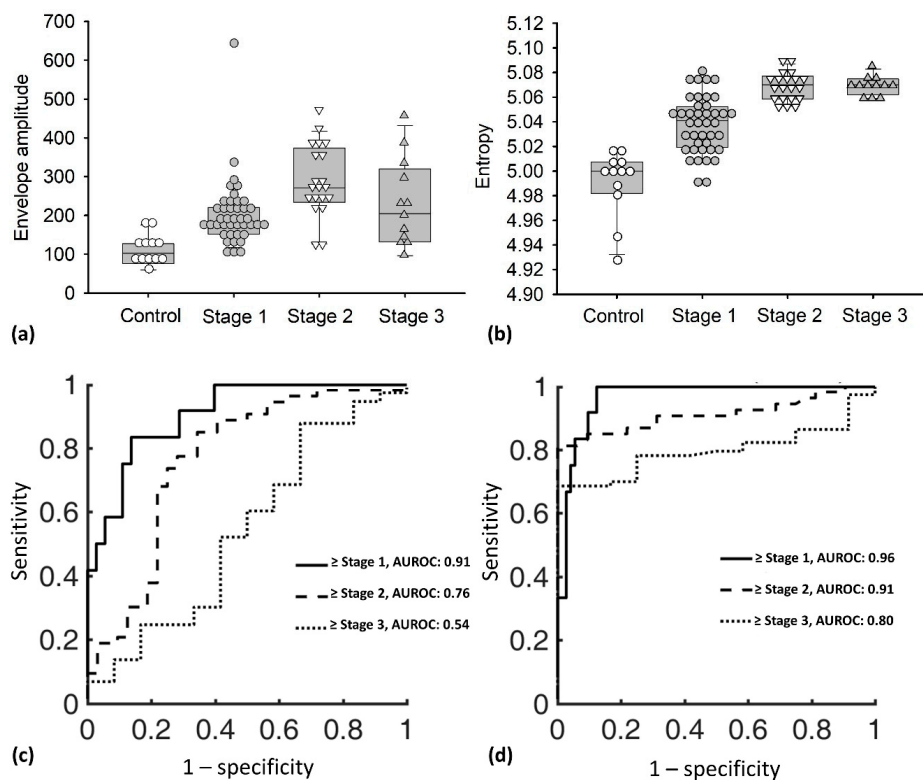 700
600
500
400
300
200
100
0
Envelope amplitude
Control Stage 1 Stage 2 Stage 3
(a)
5.12
5.10
5.08
5.06
5.04
5.02
5.00
4.98
4.96
4.94
4.92
4.90
Entropy
Control Stage 1 Stage 2 Stage 3
(b)
1
0.8
0.6
0.4
0.2
0
Sensitivity
≥ Stage 1, AUROC: 0.91
≥ Stage 2, AUROC: 0.76
≥ Stage 3, AUROC: 0.54
0 0.2 0.4 0.6 0.8 1
(c)
1 – specificity
1
0.8
0.6
0.4
0.2
0
Sensitivity
≥ Stage 1, AUROC: 0.96
≥ Stage 2, AUROC: 0.91
≥ Stage 3, AUROC: 0.80
0 0.2 0.4 0.6 0.8 1
(d)
1 – specificity